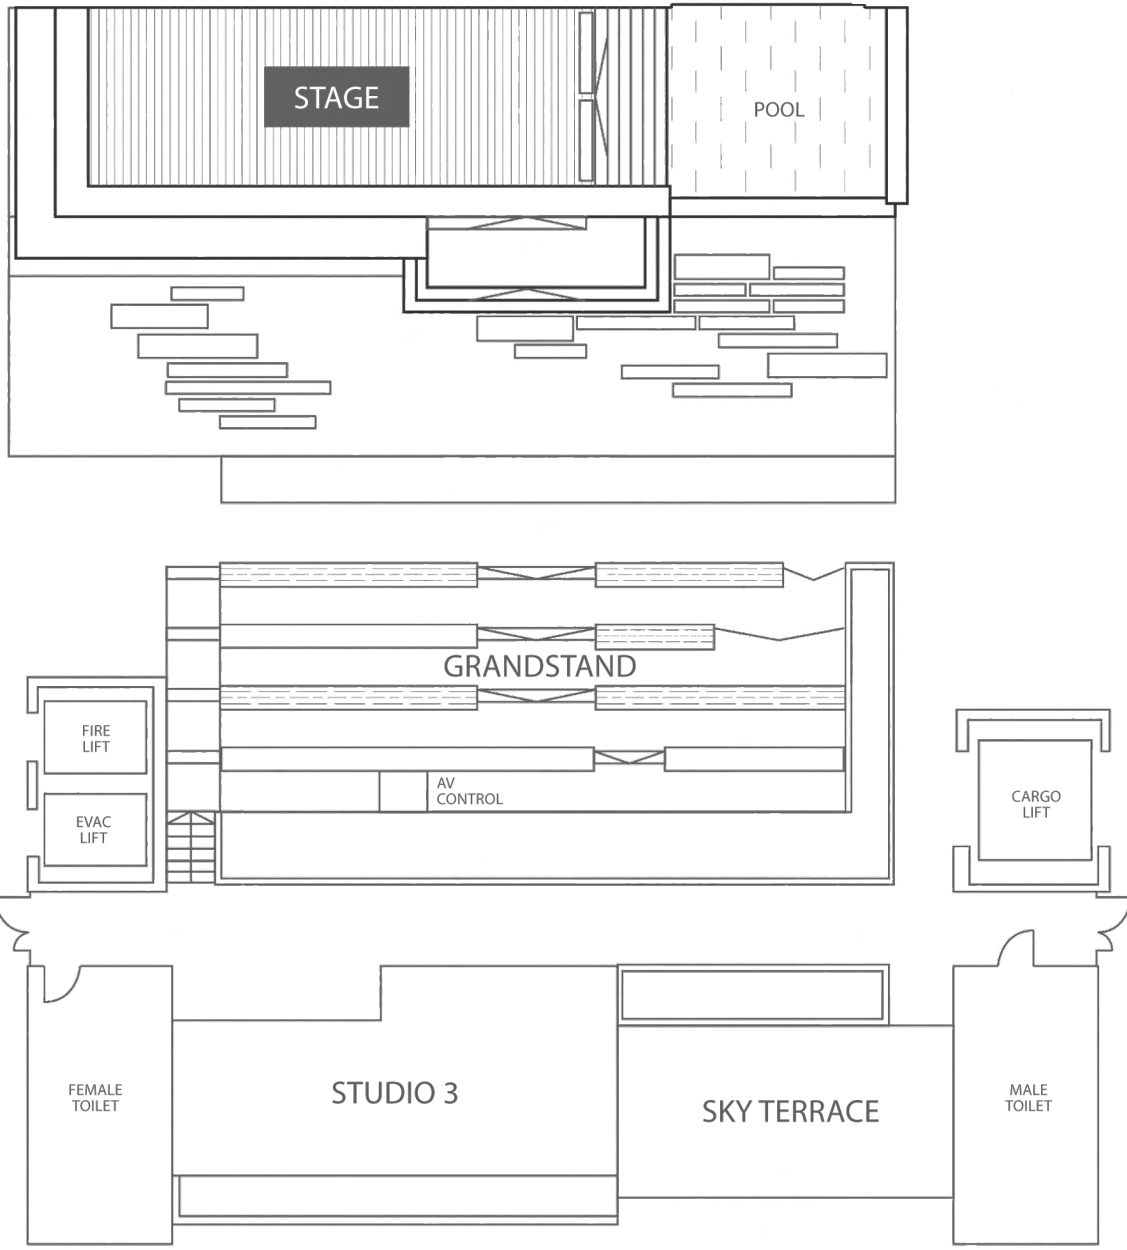 STAGE
POOL
GRANDSTAND
FIRE
LIFT
AV
CONTROL
CARGO
LIFT
EVAC
LIFT
FEMALE
TOILET
STUDIO 3
SKY TERRACE
MALE
TOILET